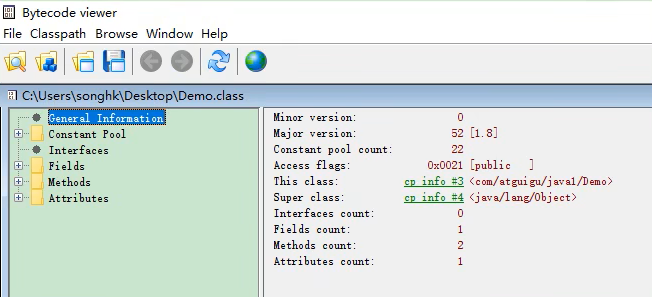 Bytecode viewer
File Classpath Browse Window Help
C:\Users\songhk\Desktop\Demo.class
General Information
Constant Pool
Interfaces
Fields
Methods
Attributes
Minor version: 0
Major version: 52 [1.8]
Constant pool count: 22
Access flags: 0x0021 [public ]
This class: cp info #3 <com/atguigu/java1/Demo>
Super class: cp info #4 <java/lang/Object>
Interfaces count: 0
Fields count: 1
Methods count: 2
Attributes count: 1